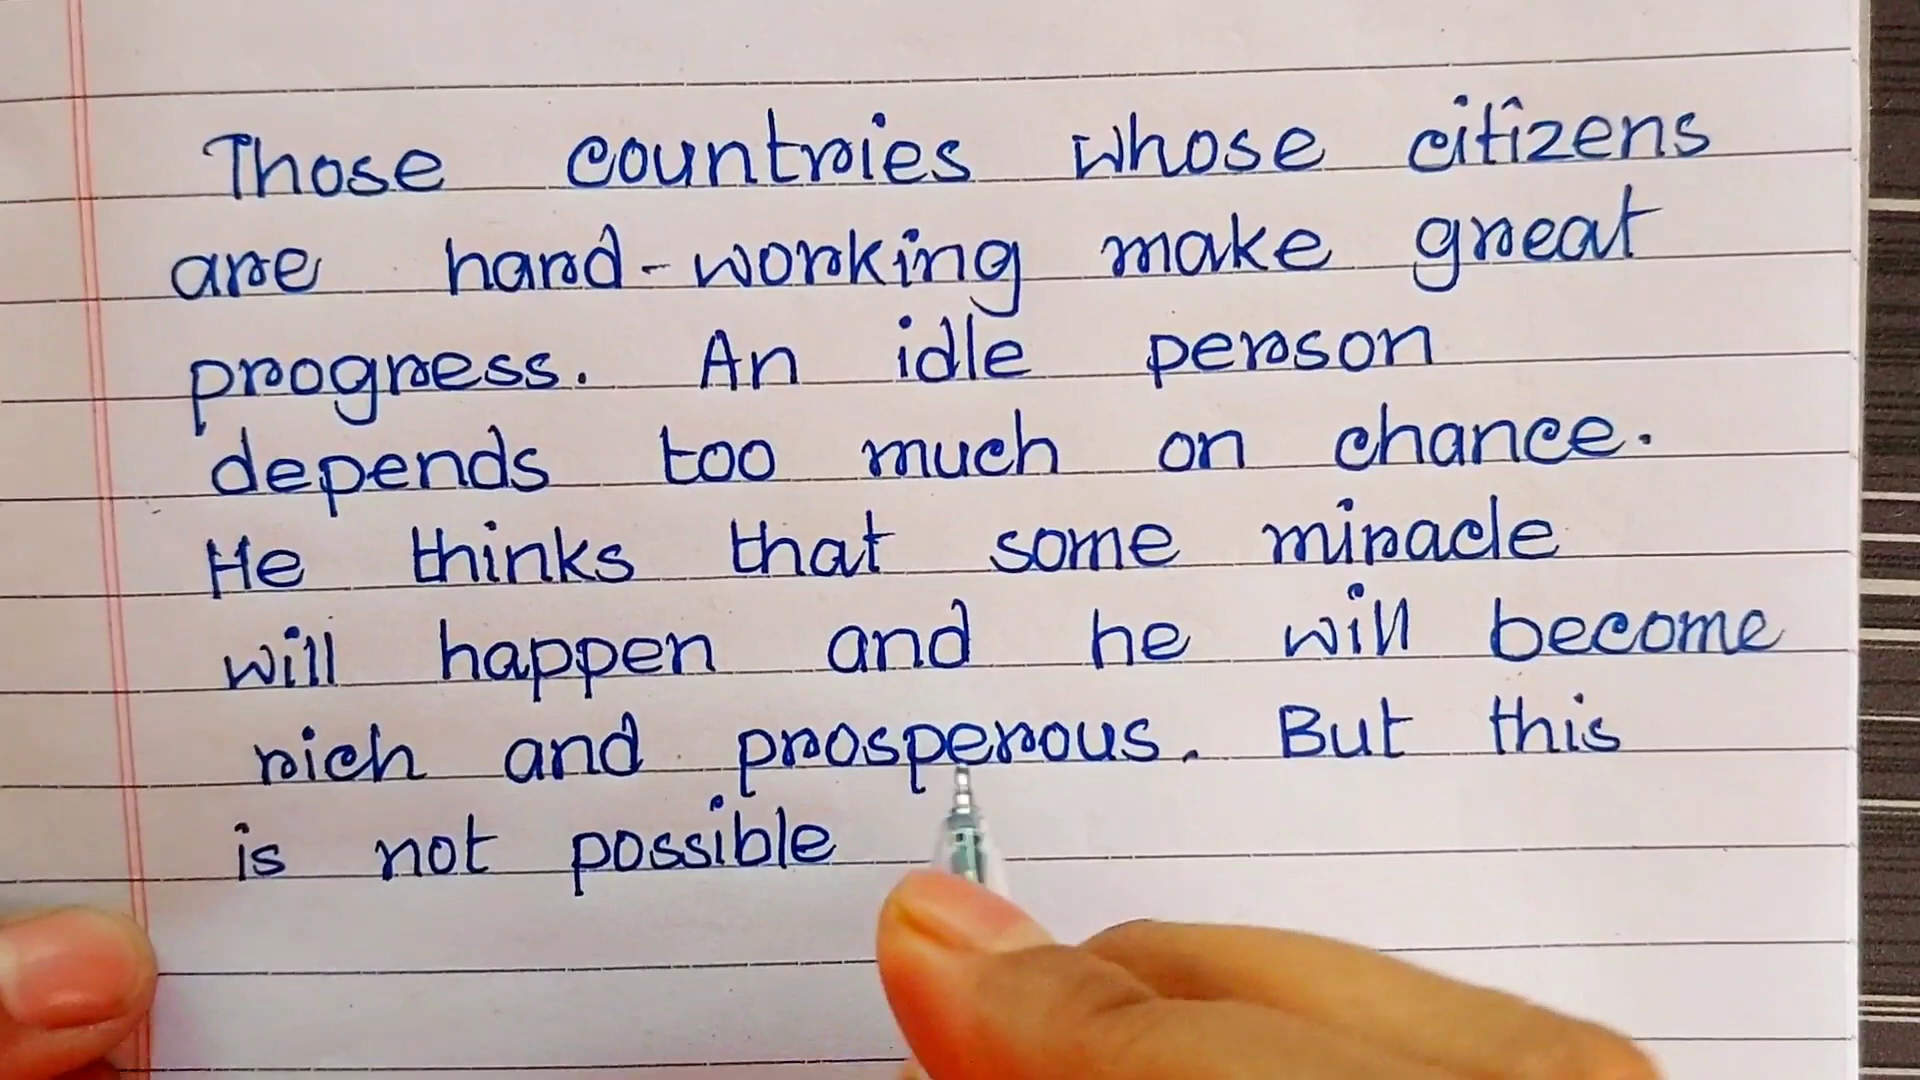 Those countries whose citizens
are hard-working make great
progress. An idle person
depends too much on chance.
He thinks that some miracle
will happen and he will become
rich and prosperous. But this
is not possible